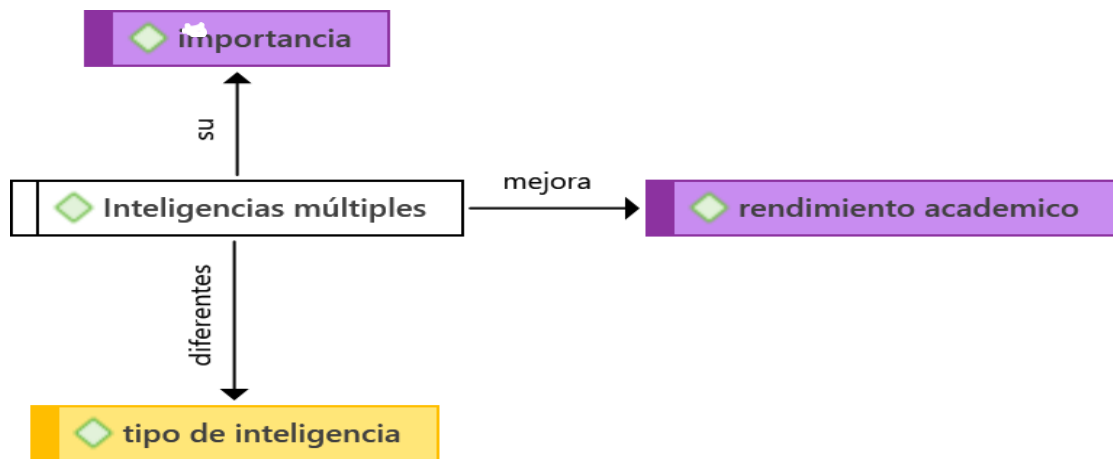 importancia
su
Inteligencias múltiples
mejora
rendimiento academico
diferentes
tipo de inteligencia